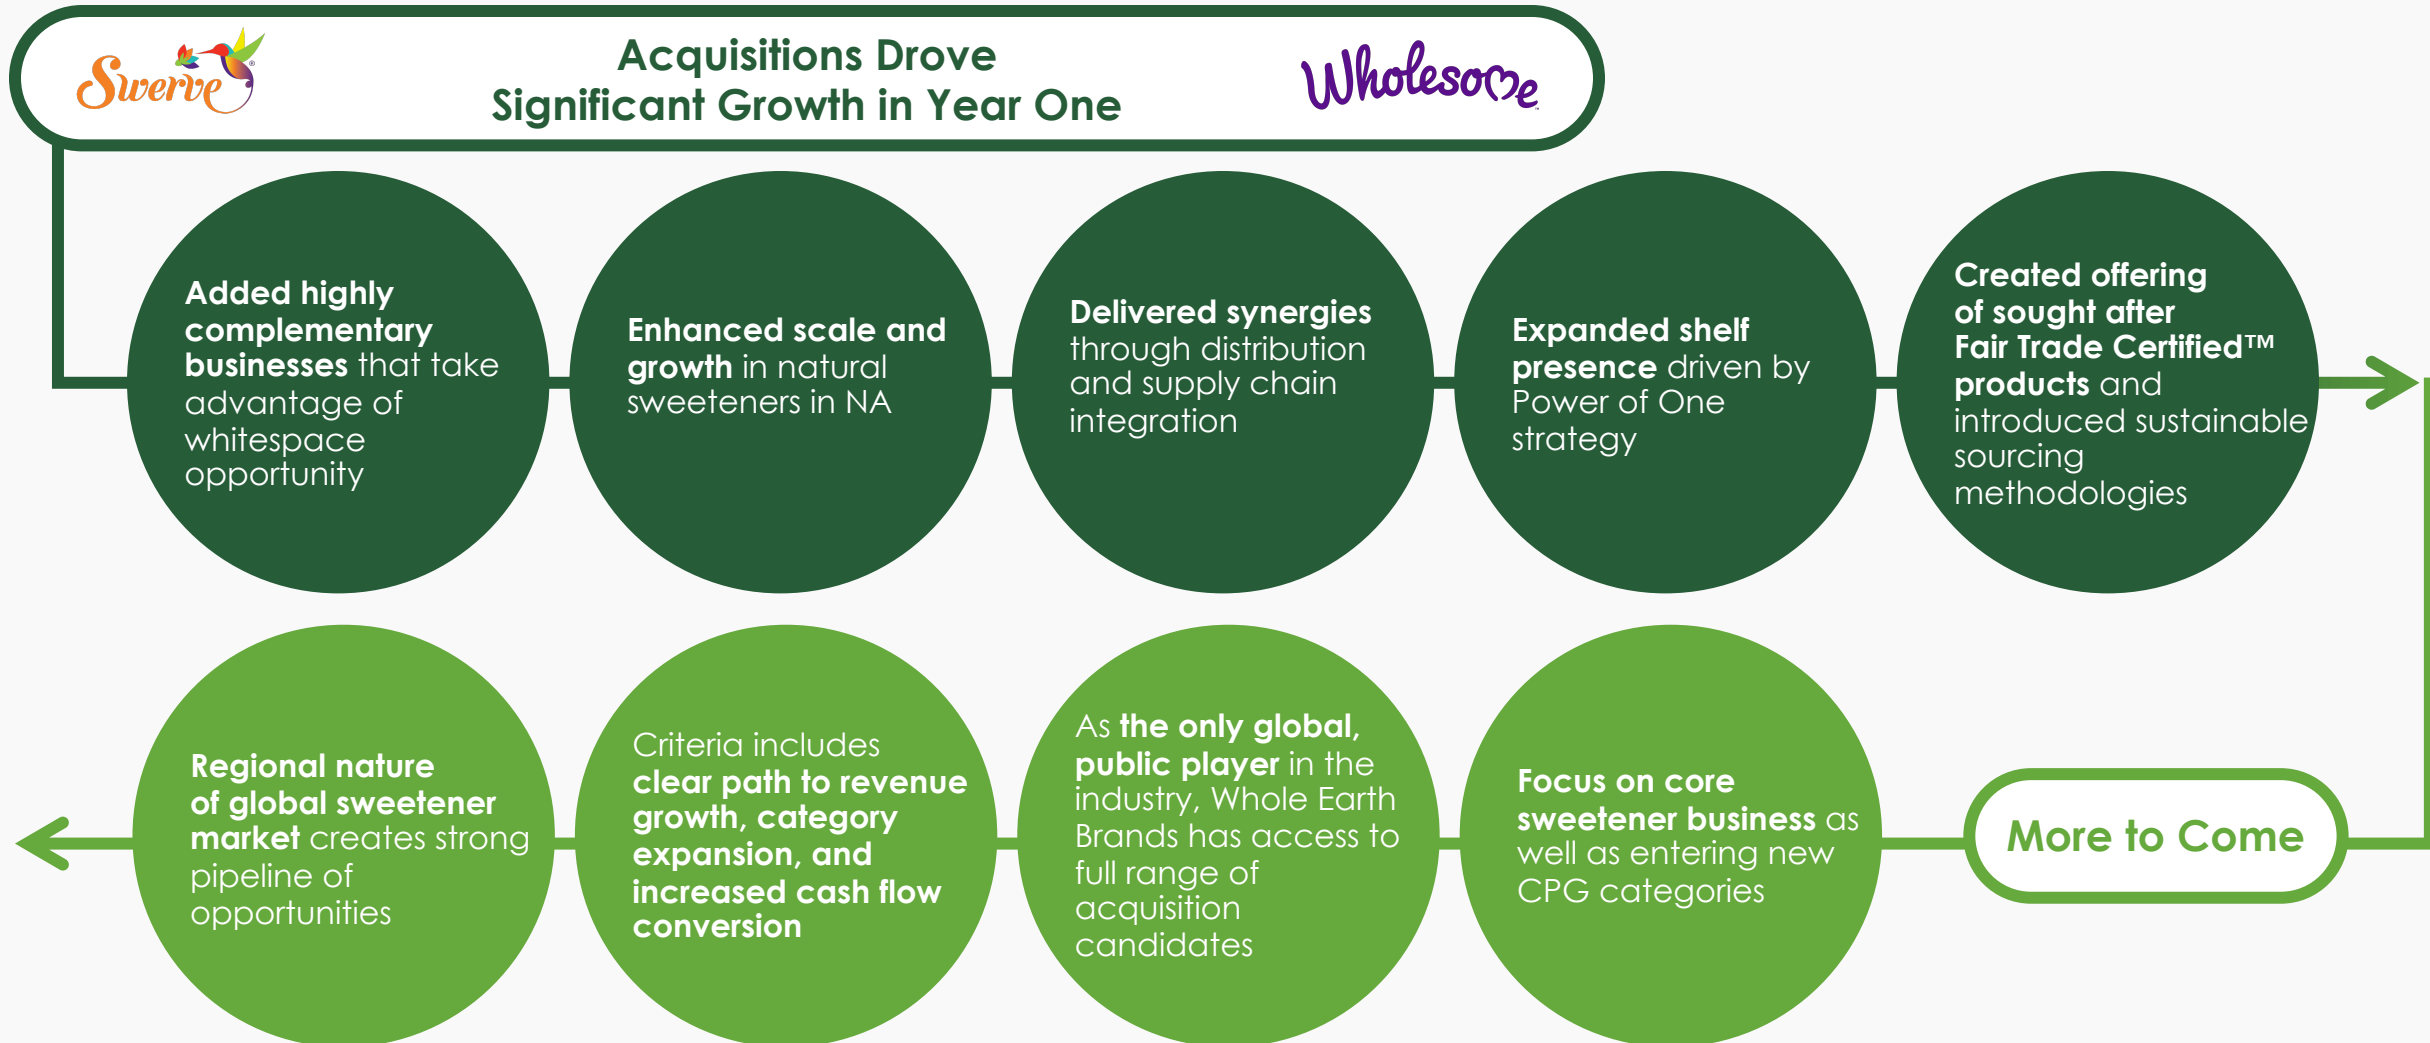 Swerve®
Acquisitions Drove
Significant Growth in Year One
Wholesome
Added highly
complementary
businesses that take
advantage of
whitespace
opportunity
Enhanced scale and
growth in natural
sweeteners in NA
Delivered synergies
through distribution
and supply chain
integration
Expanded shelf
presence driven by
Power of One
strategy
Created offering
of sought after
Fair Trade Certified™
products and
introduced sustainable
sourcing
methodologies
More to Come
Focus on core
sweetener business as
well as entering new
CPG categories
As the only global,
public player in the
industry, Whole Earth
Brands has access to
full range of
acquisition
candidates
Criteria includes
clear path to revenue
growth, category
expansion, and
increased cash flow
conversion
Regional nature
of global sweetener
market creates strong
pipeline of
opportunities